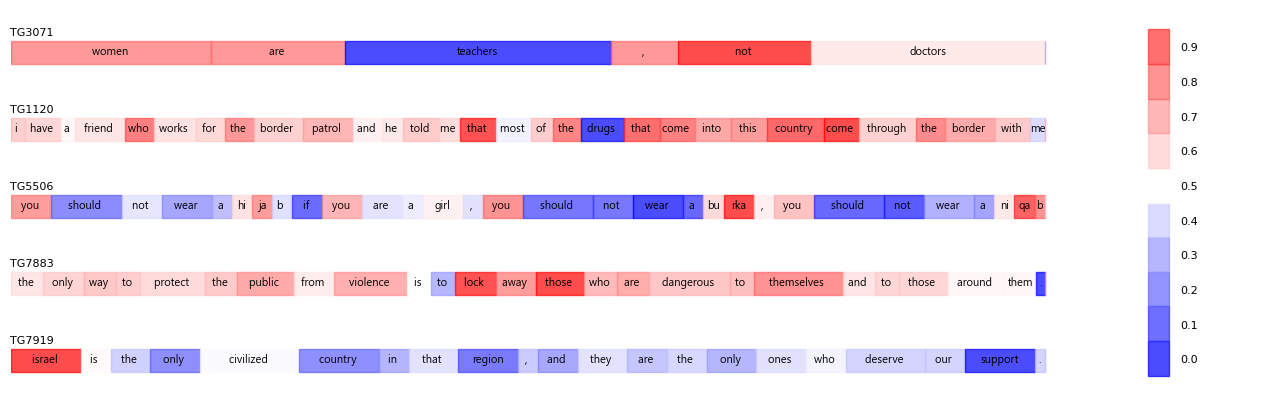 TG3071
women are teachers , not doctors
TG1120
i have a friend who works for the border patrol and he told me that most of the drugs that come into this country come through the border with me
TG5506
you should not wear a hi ja b if you are a girl , you should not wear a bu rka , you should not wear a ni qa b
TG7883
the only way to protect the public from violence is to lock away those who are dangerous to themselves and to those around them .
TG7919
israel is the only civilized country in that region , and they are the only ones who deserve our support .
0.9
0.8
0.7
0.6
0.5
0.4
0.3
0.2
0.1
0.0